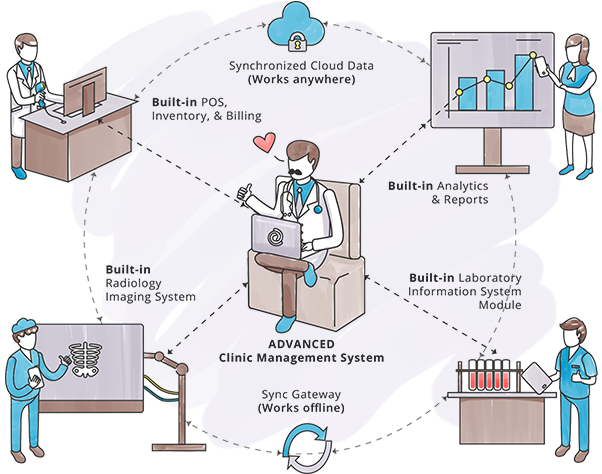 Synchronized Cloud Data
(Works anywhere)
Built-in POS,
Inventory, & Billing
Built-in Analytics
& Reports
Built-in
Radiology
Imaging System
Built-in Laboratory
Information System
Module
ADVANCED
Clinic Management System
Sync Gateway
(Works offline)